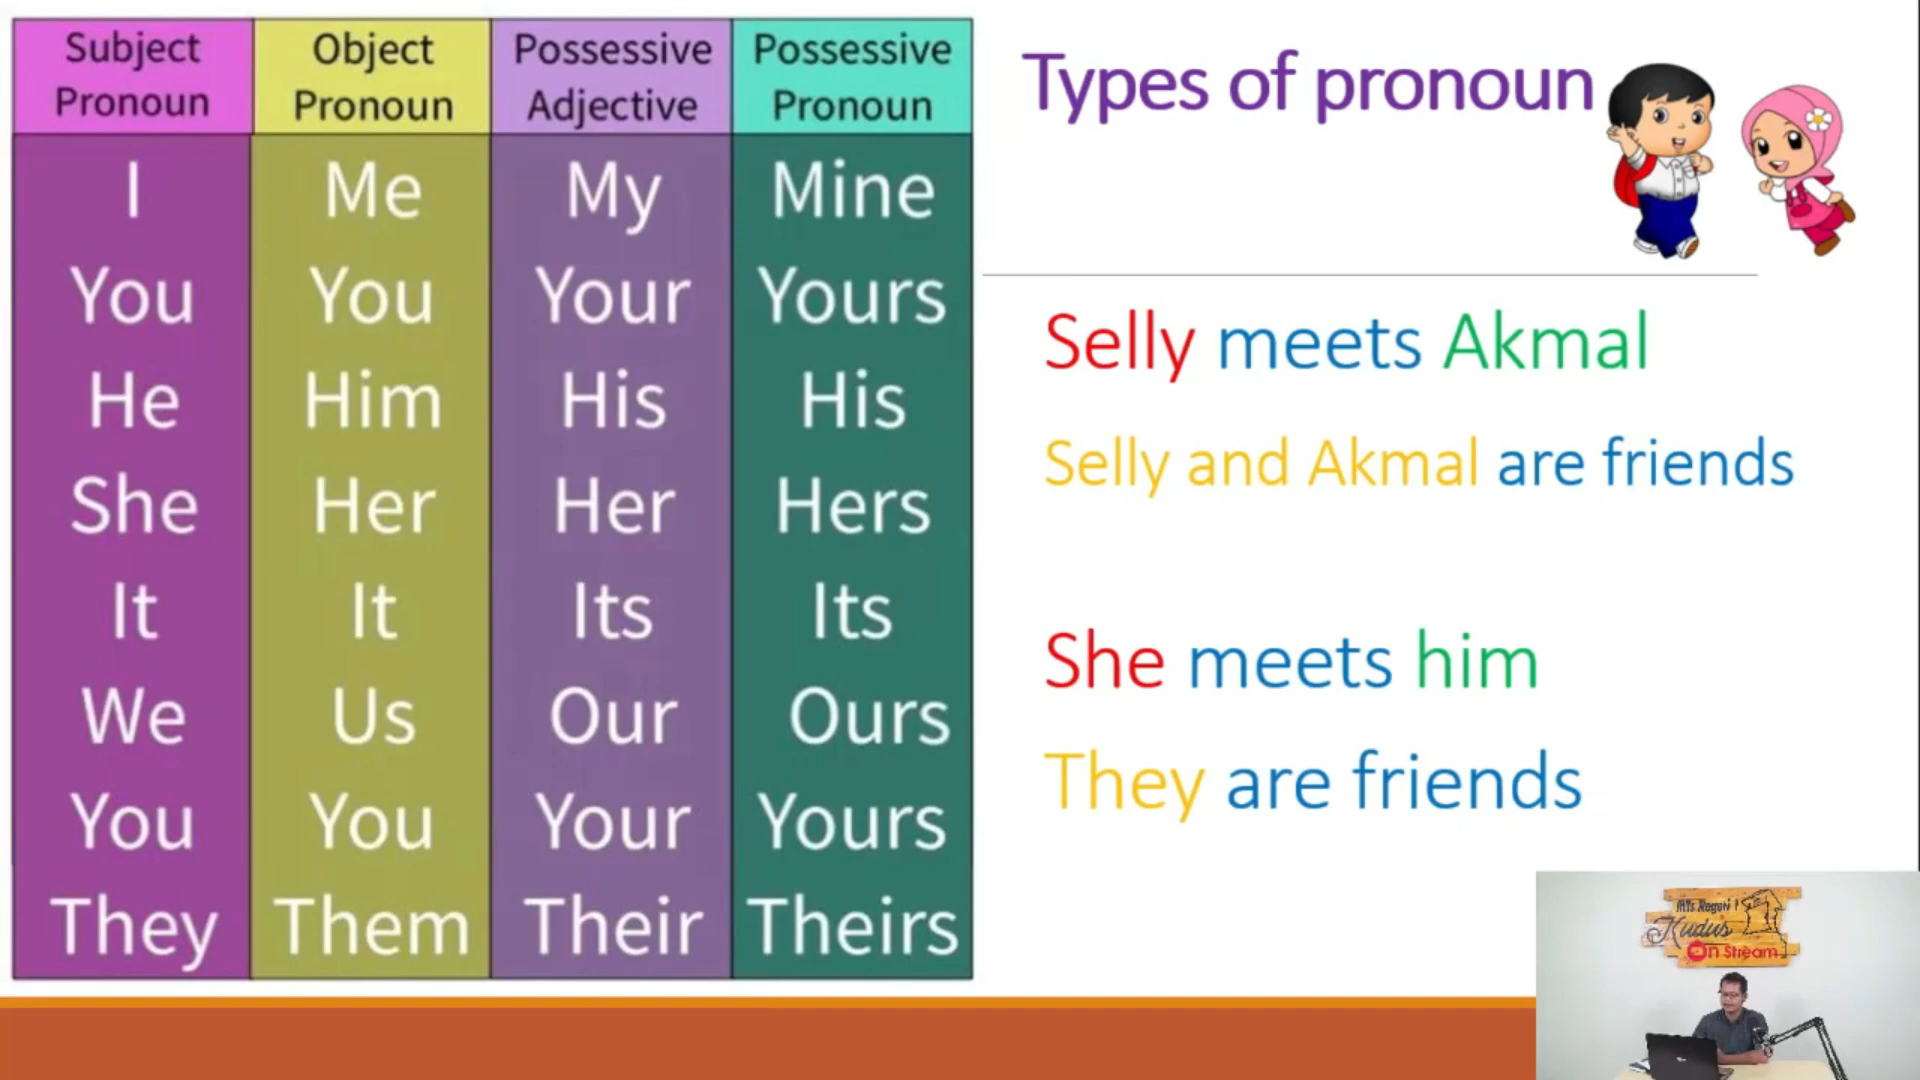 Subject Pronoun | Object Pronoun | Possessive Adjective | Possessive Pronoun
I | Me | My | Mine
You | You | Your | Yours
He | Him | His | His
She | Her | Her | Hers
It | It | Its | Its
We | Us | Our | Ours
You | You | Your | Yours
They | Them | Their | Theirs
Types of pronoun
Selly meets Akmal
Selly and Akmal are friends
She meets him
They are friends
MTs Negeri 1
Kudus
On Stream